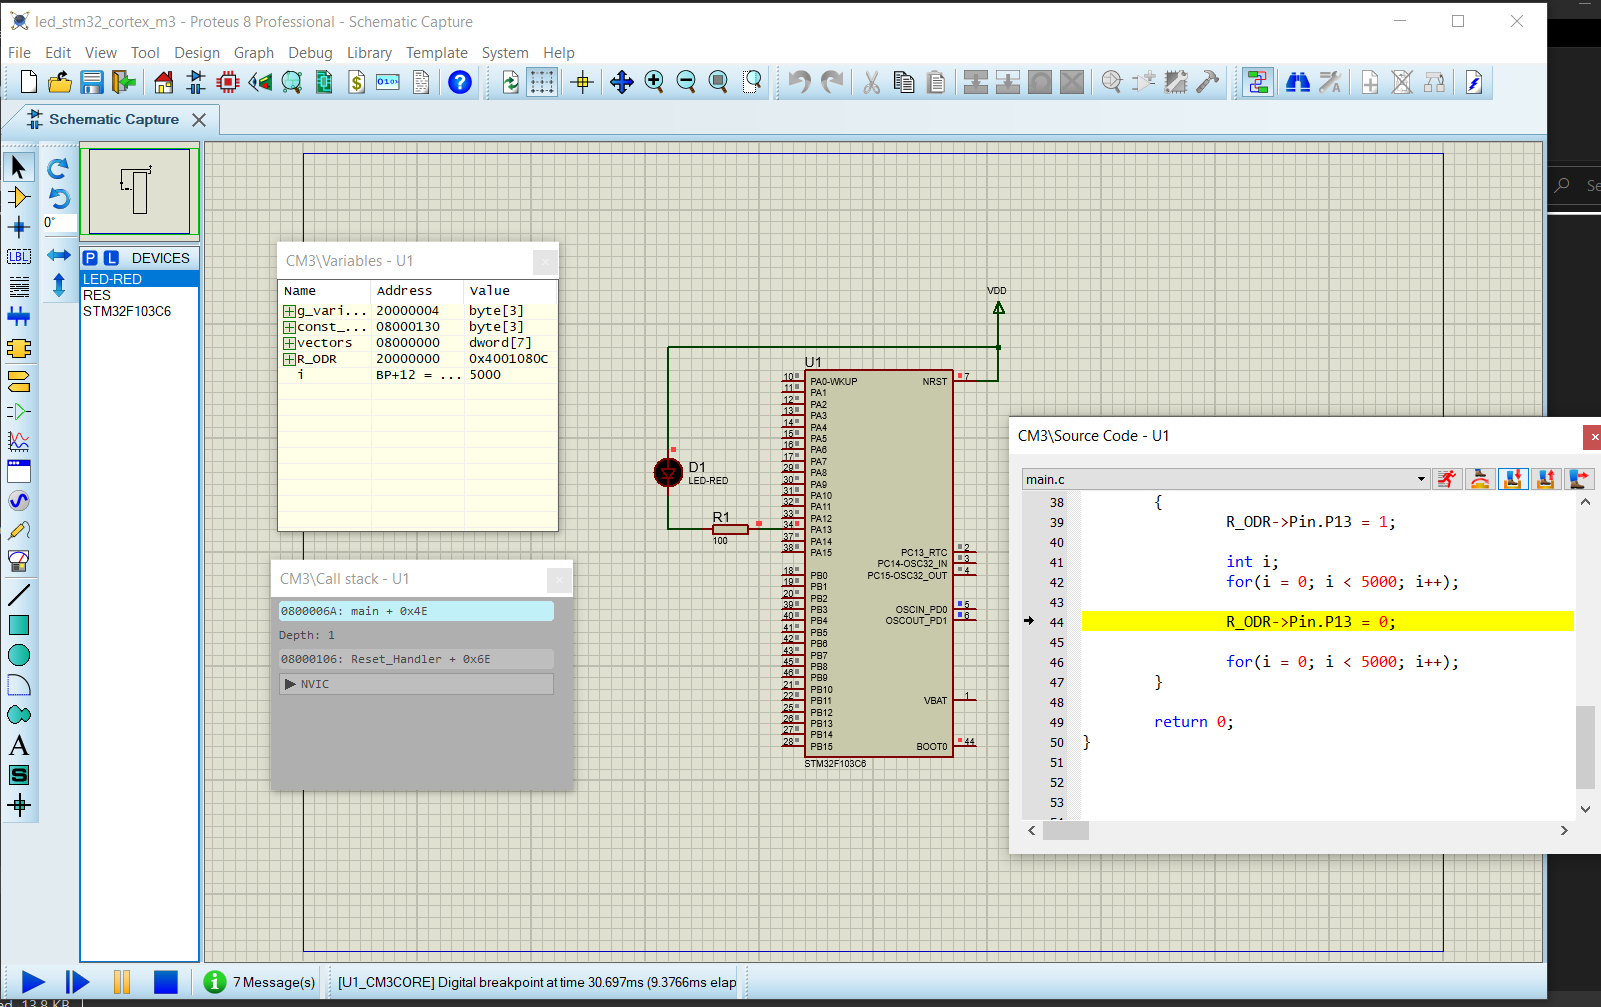 led_stm32_cortex_m3 - Proteus 8 Professional - Schematic Capture
File Edit View Tool Design Graph Debug Library Template System Help
Schematic Capture
0°
P L DEVICES
LED-RED
RES
STM32F103C6
LBL
A
S
CM3\Variables - U1
Name Address Value
g_vari... 20000004 byte[3]
const_... 08000130 byte[3]
vectors 08000000 dword[7]
R_ODR 20000000 0x4001080C
i BP+12 = ... 5000
CM3\Call stack - U1
0800006A: main + 0x4E
Depth: 1
08000106: Reset_Handler + 0x6E
NVIC
VDD
D1
LED-RED
R1
100
U1
10 PA0-WKUP NRST 7
11 PA1
12 PA2
13 PA3
14 PA4
15 PA5
16 PA6
17 PA7
29 PA8
30 PA9
31 PA10
32 PA11
33 PA12
34 PA13
37 PA14
38 PA15
PC13_RTC 2
PC14-OSC32_IN 3
PC15-OSC32_OUT 4
18 PB0
19 PB1
20 PB2
39 PB3
40 PB4
41 PB5
42 PB6
43 PB7
45 PB8
46 PB9
21 PB10
22 PB11
25 PB12
26 PB13
27 PB14
28 PB15
OSCIN_PD0 5
OSCOUT_PD1 6
VBAT 1
BOOT0 44
STM32F103C6
CM3\Source Code - U1
main.c
38 {
39 R_ODR->Pin.P13 = 1;
40
41 int i;
42 for(i = 0; i < 5000; i++);
43
44 R_ODR->Pin.P13 = 0;
45
46 for(i = 0; i < 5000; i++);
47 }
48
49 return 0;
50 }
51
52
53
Se
7 Message(s)
[U1_CM3CORE] Digital breakpoint at time 30.697ms (9.3766ms elap
13.8 KB